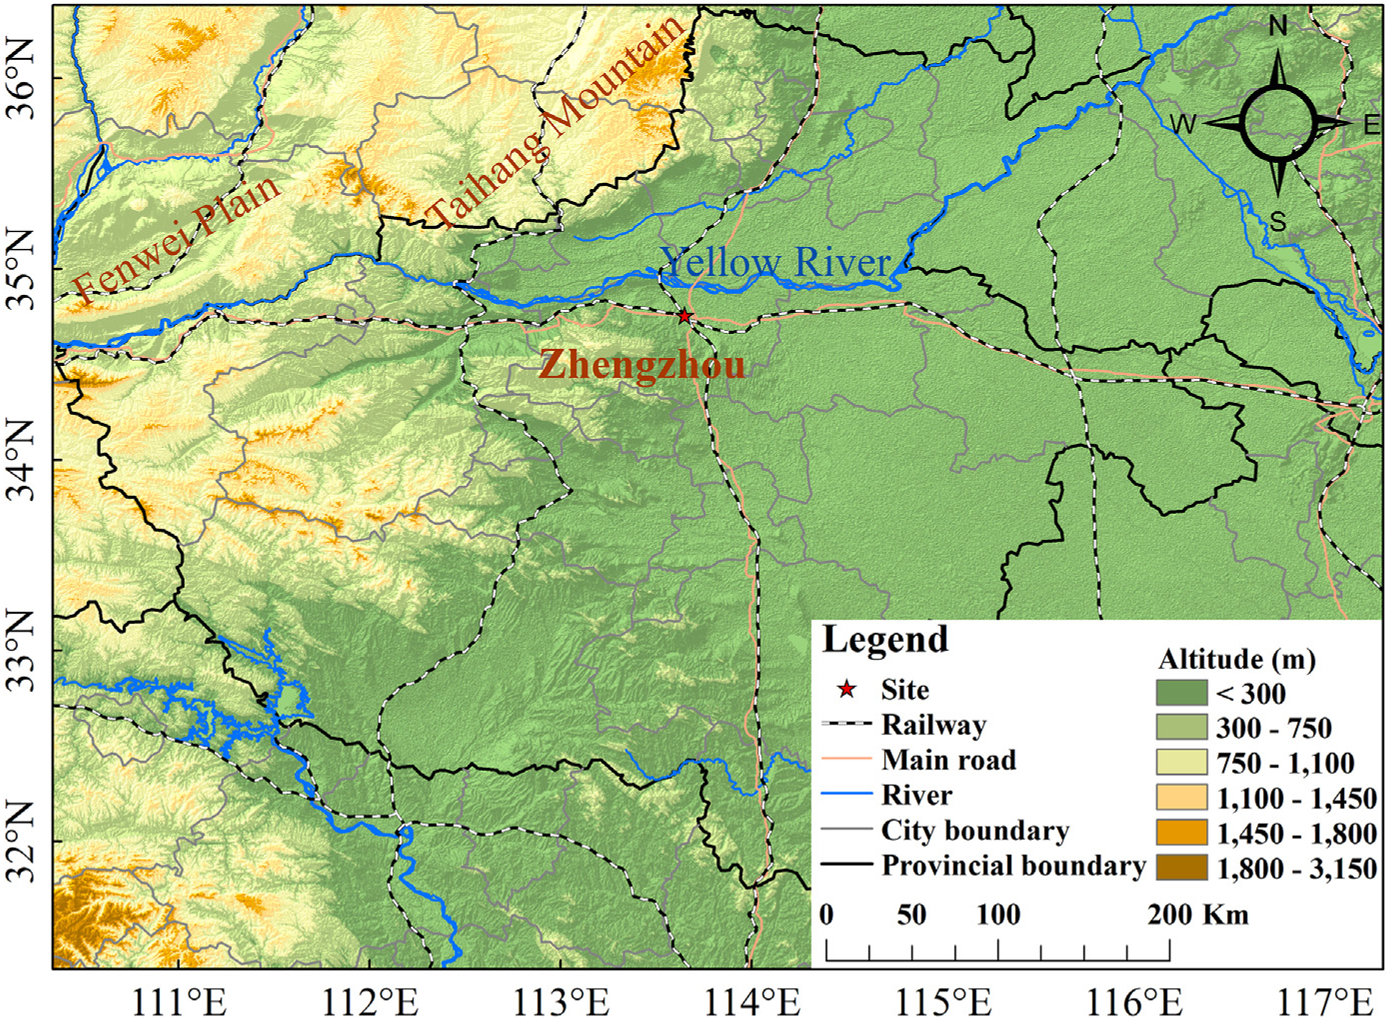 36°N
35°N
34°N
33°N
32°N
Taihang Mountain
Fenwei Plain
Yellow River
Zhengzhou
N
W
E
S
Legend
Site
Railway
Main road
River
City boundary
Provincial boundary
Altitude (m)
< 300
300 - 750
750 - 1,100
1,100 - 1,450
1,450 - 1,800
1,800 - 3,150
0 50 100 200 Km
111°E 112°E 113°E 114°E 115°E 116°E 117°E